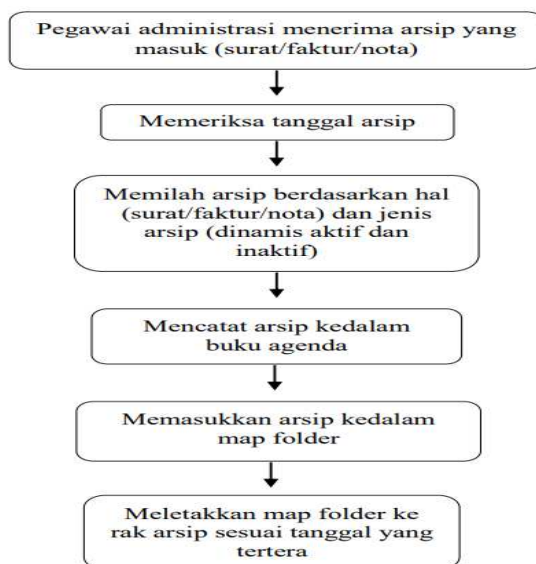 Pegawai administrasi menerima arsip yang
masuk (surat/faktur/nota)
Memeriksa tanggal arsip
Memilah arsip berdasarkan hal
(surat/faktur/nota) dan jenis
arsip (dinamis aktif dan
inaktif)
Mencatat arsip kedalam
buku agenda
Memasukkan arsip kedalam
map folder
Meletakkan map folder ke
rak arsip sesuai tanggal yang
tertera